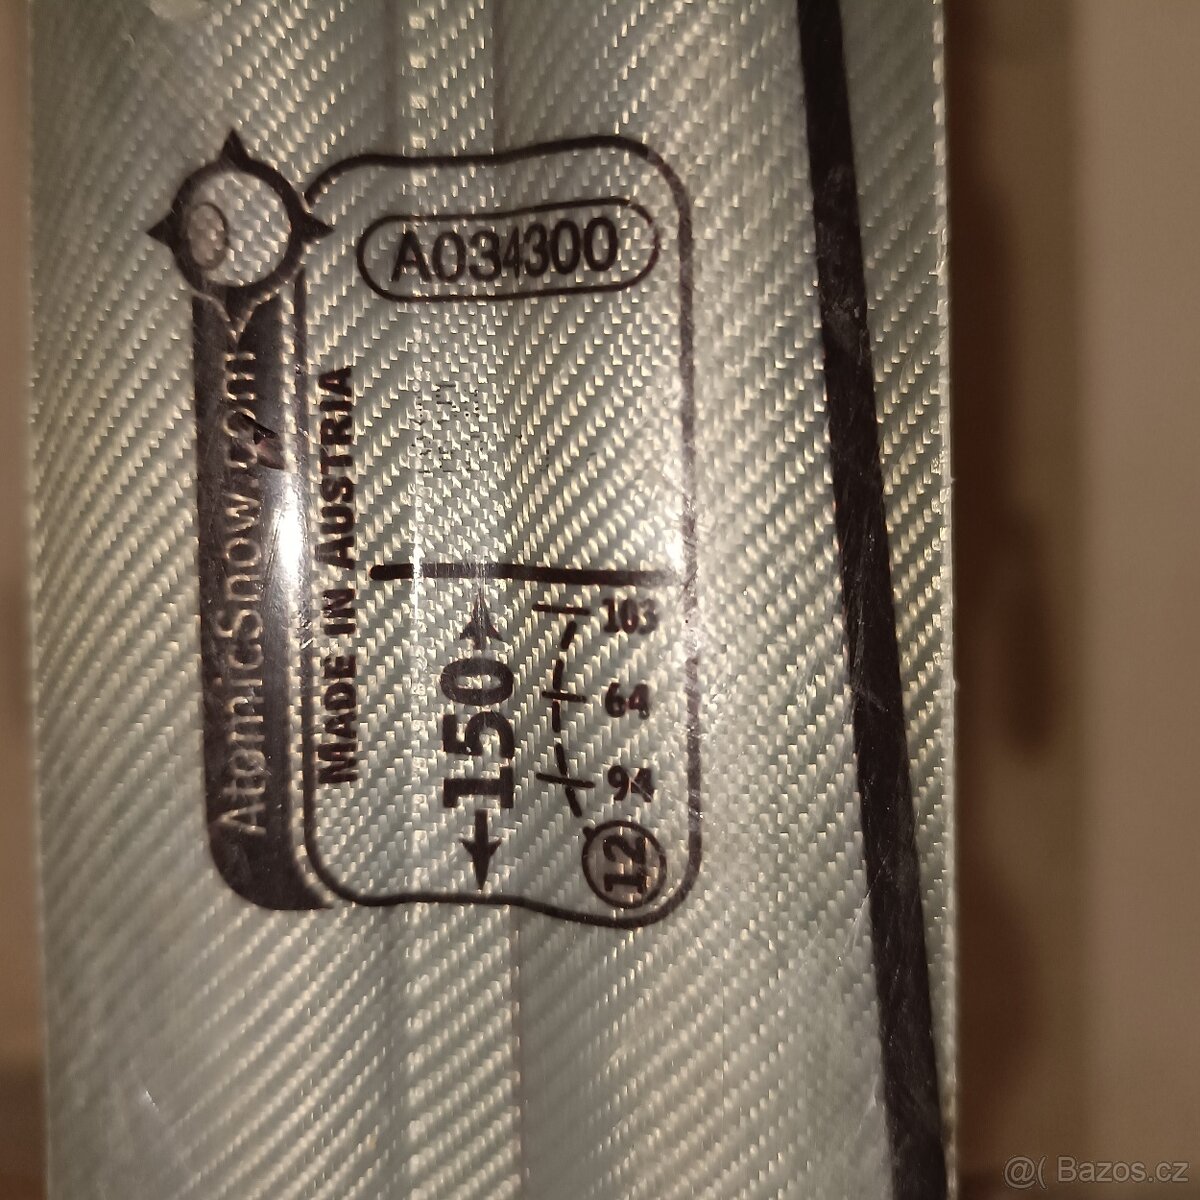 A034300
AtomicSnow.com
MADE IN AUSTRIA
150
103
64
94
12
@( Bazos.cz